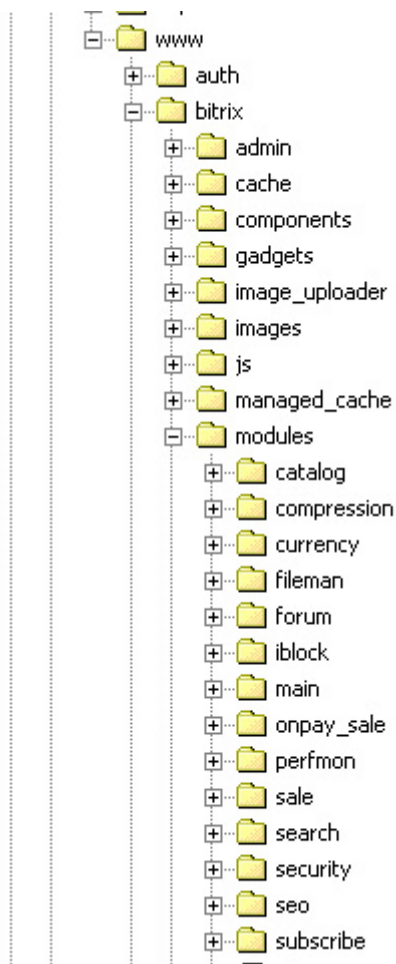 www
auth
bitrix
admin
cache
components
gadgets
image_uploader
images
js
managed_cache
modules
catalog
compression
currency
fileman
forum
iblock
main
onpay_sale
perfmon
sale
search
security
seo
subscribe